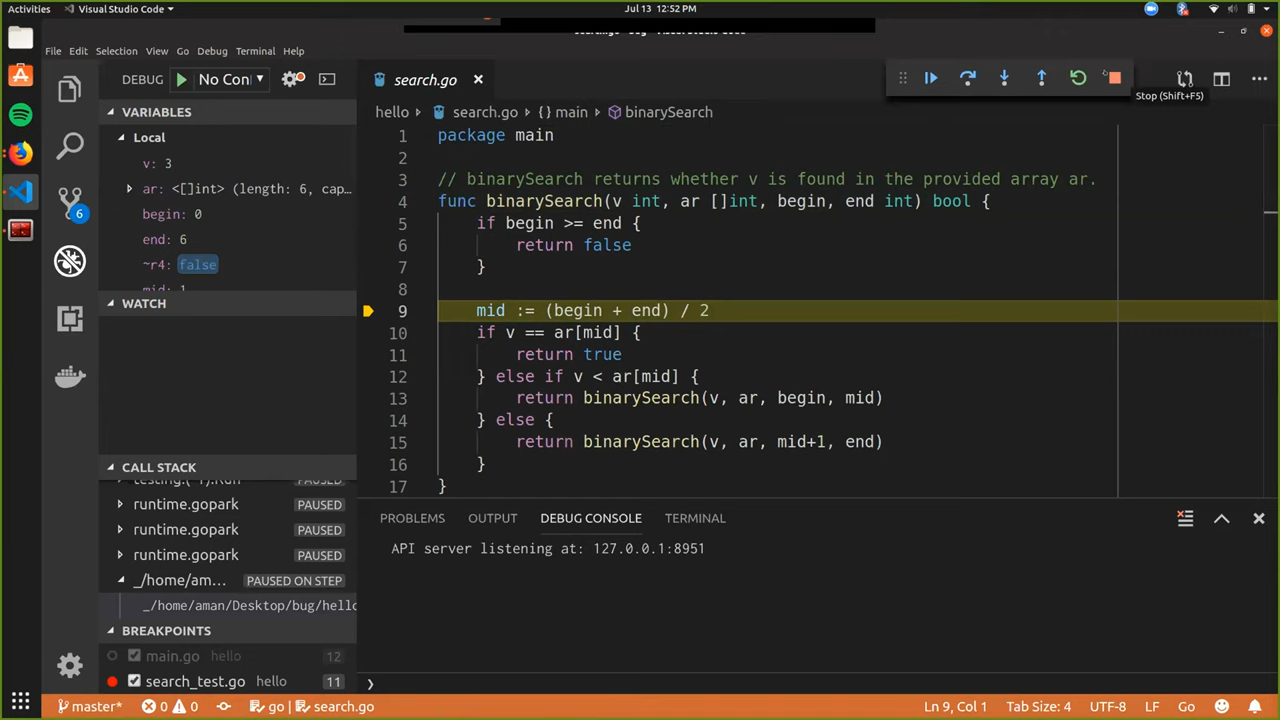 Activities
Visual Studio Code
Jul 13 12:52 PM
File Edit Selection View Go Debug Terminal Help
DEBUG
No Con
search.go
Stop (Shift+F5)
hello
search.go
{} main
binarySearch
VARIABLES
Local
v: 3
ar: <[]int> (length: 6, cap…
begin: 0
end: 6
~r4: false
mid: 1
WATCH
CALL STACK
runtime.gopark PAUSED
runtime.gopark PAUSED
runtime.gopark PAUSED
_/home/am... PAUSED ON STEP
_/home/aman/Desktop/bug/hello
BREAKPOINTS
main.go hello 12
search_test.go hello 11
6
1 package main
2
3 // binarySearch returns whether v is found in the provided array ar.
4 func binarySearch(v int, ar []int, begin, end int) bool {
5 if begin >= end {
6 return false
7 }
8
9 mid := (begin + end) / 2
10 if v == ar[mid] {
11 return true
12 } else if v < ar[mid] {
13 return binarySearch(v, ar, begin, mid)
14 } else {
15 return binarySearch(v, ar, mid+1, end)
16 }
17 }
PROBLEMS OUTPUT DEBUG CONSOLE TERMINAL
API server listening at: 127.0.0.1:8951
master* 0 0 go | search.go
Ln 9, Col 1 Tab Size: 4 UTF-8 LF Go